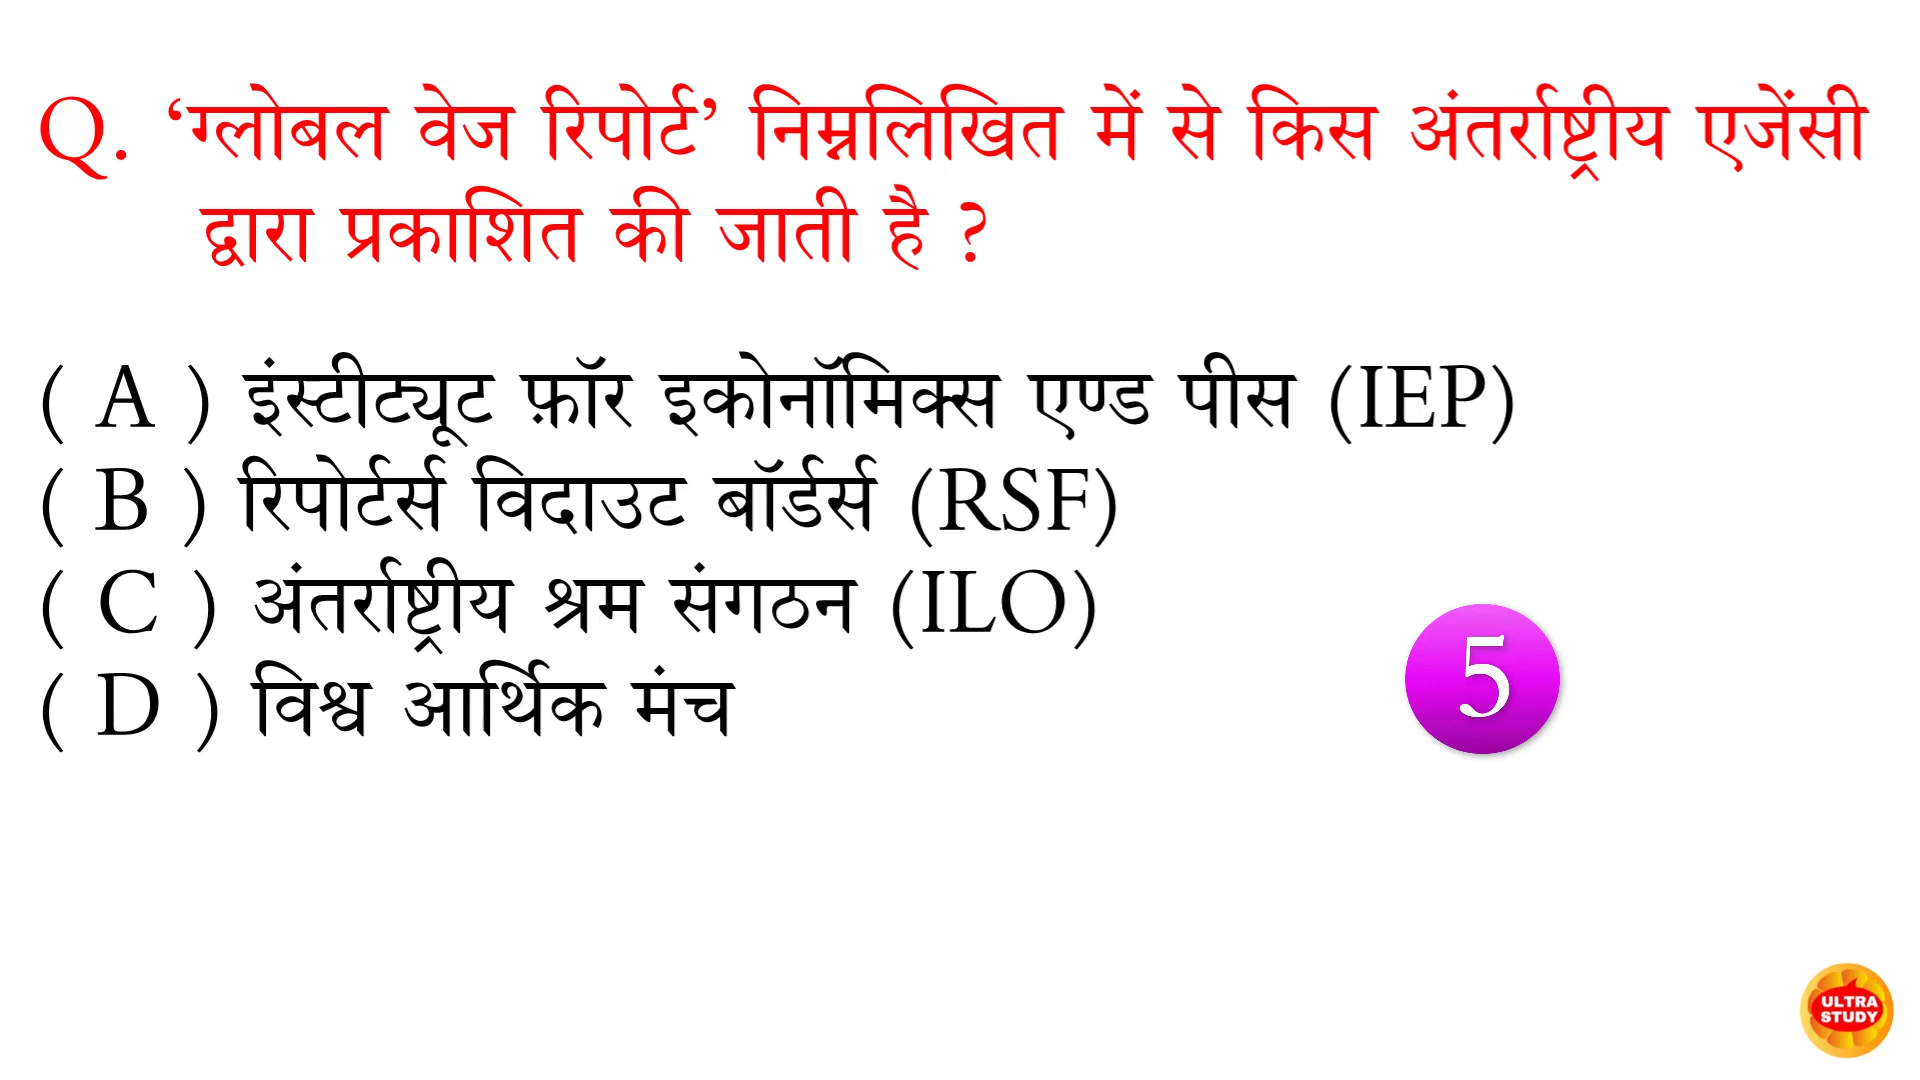 Q. ‘ग्लोबल वेज रिपोर्ट’ निम्नलिखित में से किस अंतर्राष्ट्रीय एजेंसी
द्वारा प्रकाशित की जाती है ?
( A ) इंस्टीट्यूट फ़ॉर इकोनॉमिक्स एण्ड पीस (IEP)
( B ) रिपोर्टर्स विदाउट बॉर्डर्स (RSF)
( C ) अंतर्राष्ट्रीय श्रम संगठन (ILO)
( D ) विश्व आर्थिक मंच
5
ULTRA
STUDY